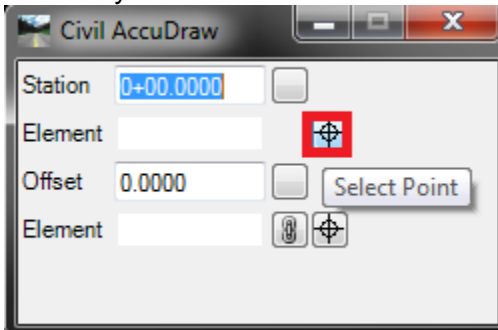 Civil AccuDraw
Station 0+00.0000
Element
Offset 0.0000 Select Point
Element